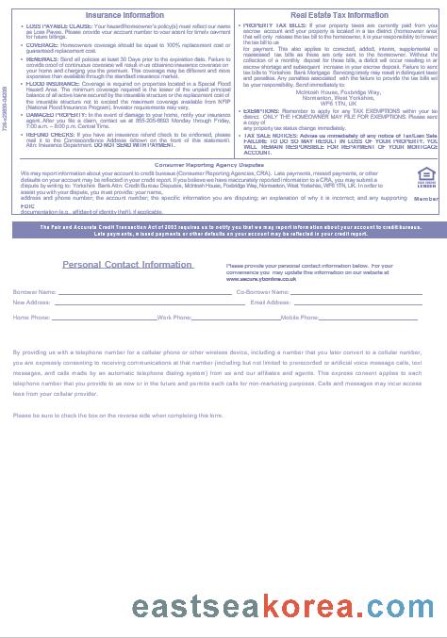 Insurance Information
• LOSS PAYABLE CLAUSE: Your hazard/homeowner's policy(s) must reflect our name
as Loss Payee. Please provide your account number to your agent for timely payment
for future billings.
• COVERAGE: Homeowners coverage should be equal to 100% replacement cost or
guaranteed replacement cost.
• RENEWALS: Send all policies at least 30 Days prior to the expiration Date. Failure to
provide proof of continuous coverage will result in us obtaining insurance coverage on
your home and charging you the premium. The coverage may be different and more
expensive than available through the standard insurance market.
• FLOOD INSURANCE: Coverage is required on properties located in a Special Flood
Hazard Area. The minimum coverage required is the lesser of the unpaid principal
balance of all active loans secured by the insurable structure or the replacement cost of
the insurable structure not to exceed the maximum coverage available from NFIP
(National Flood Insurance Program). Investor requirements may vary.
• DAMAGED PROPERTY: In the event of damage to your home, notify your insurance
agent. After you file a claim, contact us at Monday through Friday,
7:00 a.m. – 8:00 p.m. Central Time.
• REFUND CHECKS: If you have an insurance refund check to be endorsed, please
mail it to the Correspondence Address (shown on the front of this statement).
Attn: Insurance Department. DO NOT SEND WITH PAYMENT.
Real Estate Tax Information
• PROPERTY TAX BILLS: If your property taxes are currently paid from you
escrow account and your property is located in a tax district (homeowner area)
that will only release the tax bill to the homeowner, it is your responsibility to forward
the tax bill to us
for payment. This also applies to corrected, added, interim, supplemental o
reassessed tax bills as these are only sent to the homeowner. Without the
collection of a monthly deposit for these bills, a deficit will occur resulting in an
escrow shortage and subsequent increase in your escrow deposit. Failure to send
tax bills to Yorkshire Bank Mortgage Servicing timely may result in delinquent taxes
and penalties. Any penalties associated with the failure to provide the tax bills will
be your responsibility. Send immediately to:
McIntosh House, Foxbridge Way,
Normanton, West Yorkshire,
WF6 1TN, UK
• EXEMPTIONS: Remember to apply for any TAX EXEMPTIONS within your tax
district. ONLY THE HOMEOWNER MAY FILE FOR EXEMPTIONS. Please send
a copy of
any property tax status change immediately.
• TAX SALE NOTICES: Advise us immediately of any notice of Tax/Lien Sale.
FAILURE TO DO SO MAY RESULT IN LOSS OF YOUR PROPERTY. YOU
WILL REMAIN RESPONSIBLE FOR REPAYMENT OF YOUR MORTGAGE
ACCOUNT.
Consumer Reporting Agency Disputes
We may report information about your account to credit bureaus (Consumer Reporting Agencies, CRA). Late payments, missed payments, or other
defaults on your account may be reflected in your credit report. If you believe we have inaccurately reported information to a CRA, you may submit a
dispute by writing to: Yorkshire Bank Attn: Credit Bureau Disputes, McIntosh House, Foxbridge Way, Normanton, West Yorkshire, WF6 1TN, UK. In order to
assist you with your dispute, you must provide: your name,
address and phone number; the account number; the specific information you are disputing; an explanation of why it is incorrect; and any supporting
Member
FDIC
documentation (e.g., affidavit of identity theft), if applicable.
The Fair and Accurate Credit Transaction Act of 2003 requires us to notify you that we may report information about your account to credit bureaus.
Late payments, missed payments or other defaults on your account may be reflected in your credit report.
Personal Contact Information
Please provide your personal contact information below. For your
convenience you may update this information on our website at
www.secure.ybonline.co.uk
Borrower Name: Co-Borrower Name:
New Address: Email Address:
Home Phone: Work Phone: Mobile Phone:
By providing us with a telephone number for a cellular phone or other wireless device, including a number that you later convert to a cellular number,
you are expressly consenting to receiving communications at that number (including but not limited to prerecorded or artificial voice message calls, text
messages, and calls made by an automatic telephone dialing system) from us and our affiliates and agents. This express consent applies to each
telephone number that you provide to us now or in the future and permits such calls for non-marketing purposes. Calls and messages may incur access
fees from your cellular provider.
Please be sure to check the box on the reverse side when completing this form.
eastseakorea.com